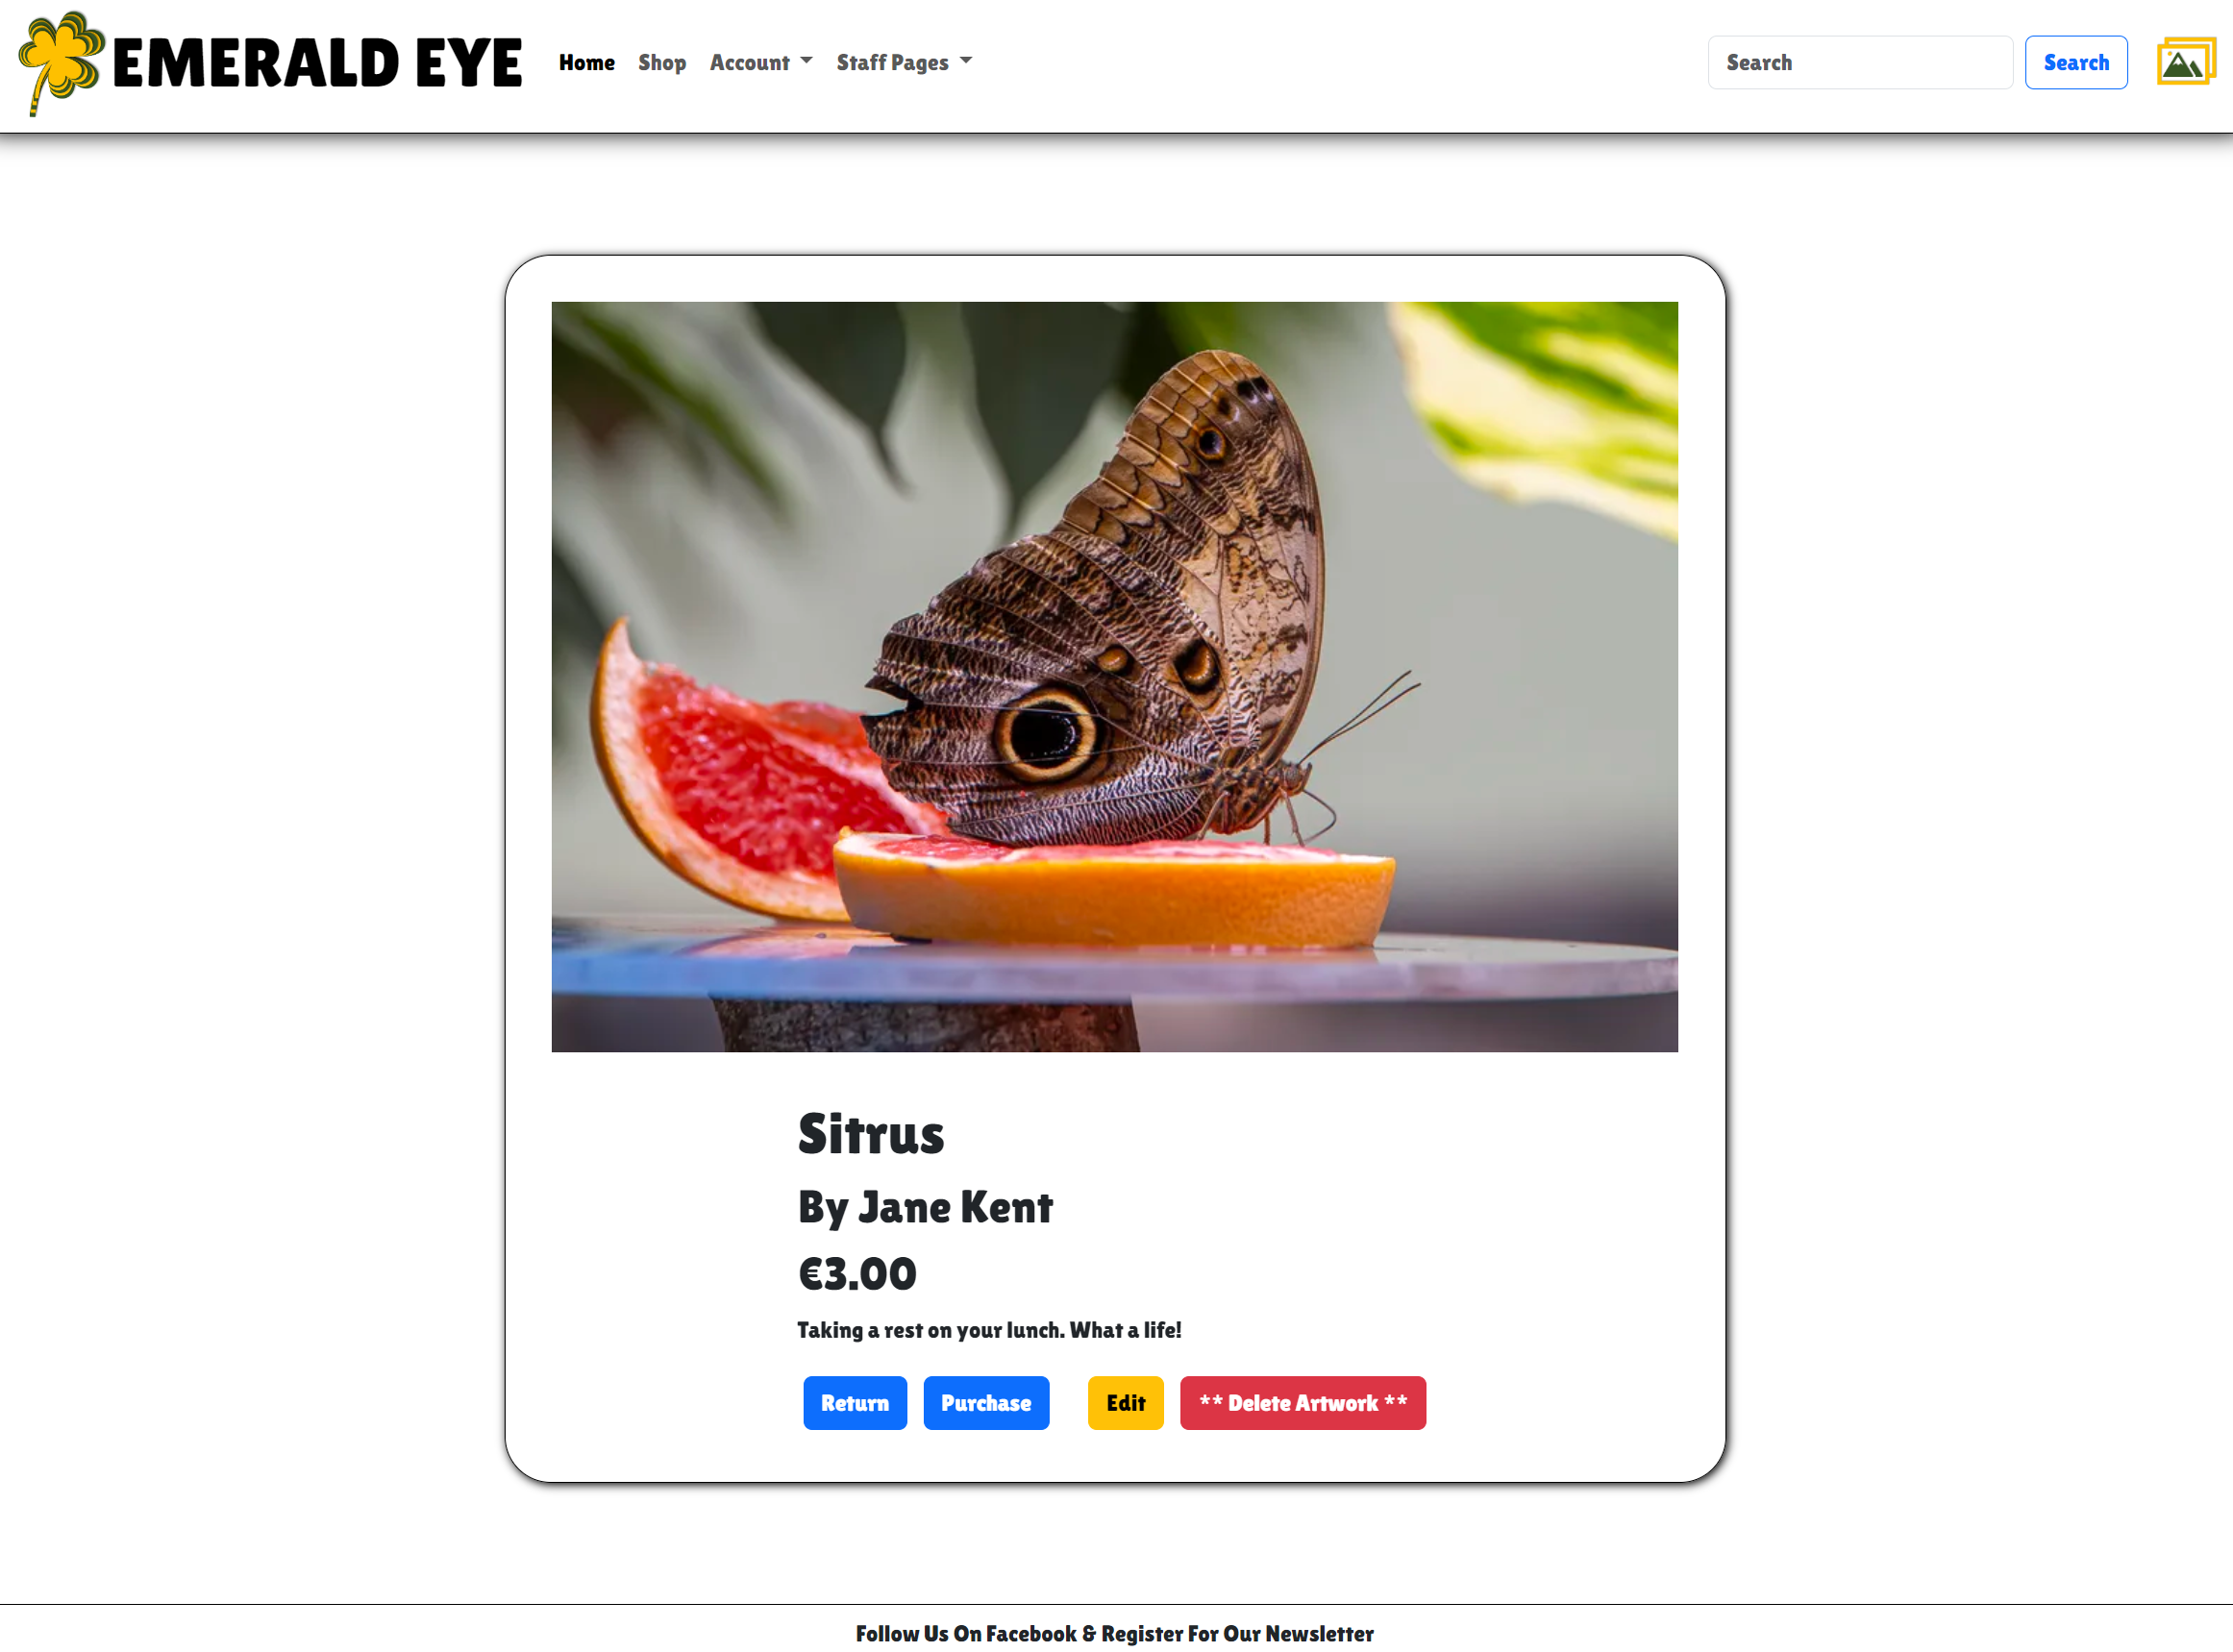 EMERALD EYE
Home Shop Account Staff Pages Search Search
Sitrus
By Jane Kent
€3.00
Taking a rest on your lunch. What a life!
Return Purchase Edit ** Delete Artwork **
Follow Us On Facebook & Register For Our Newsletter